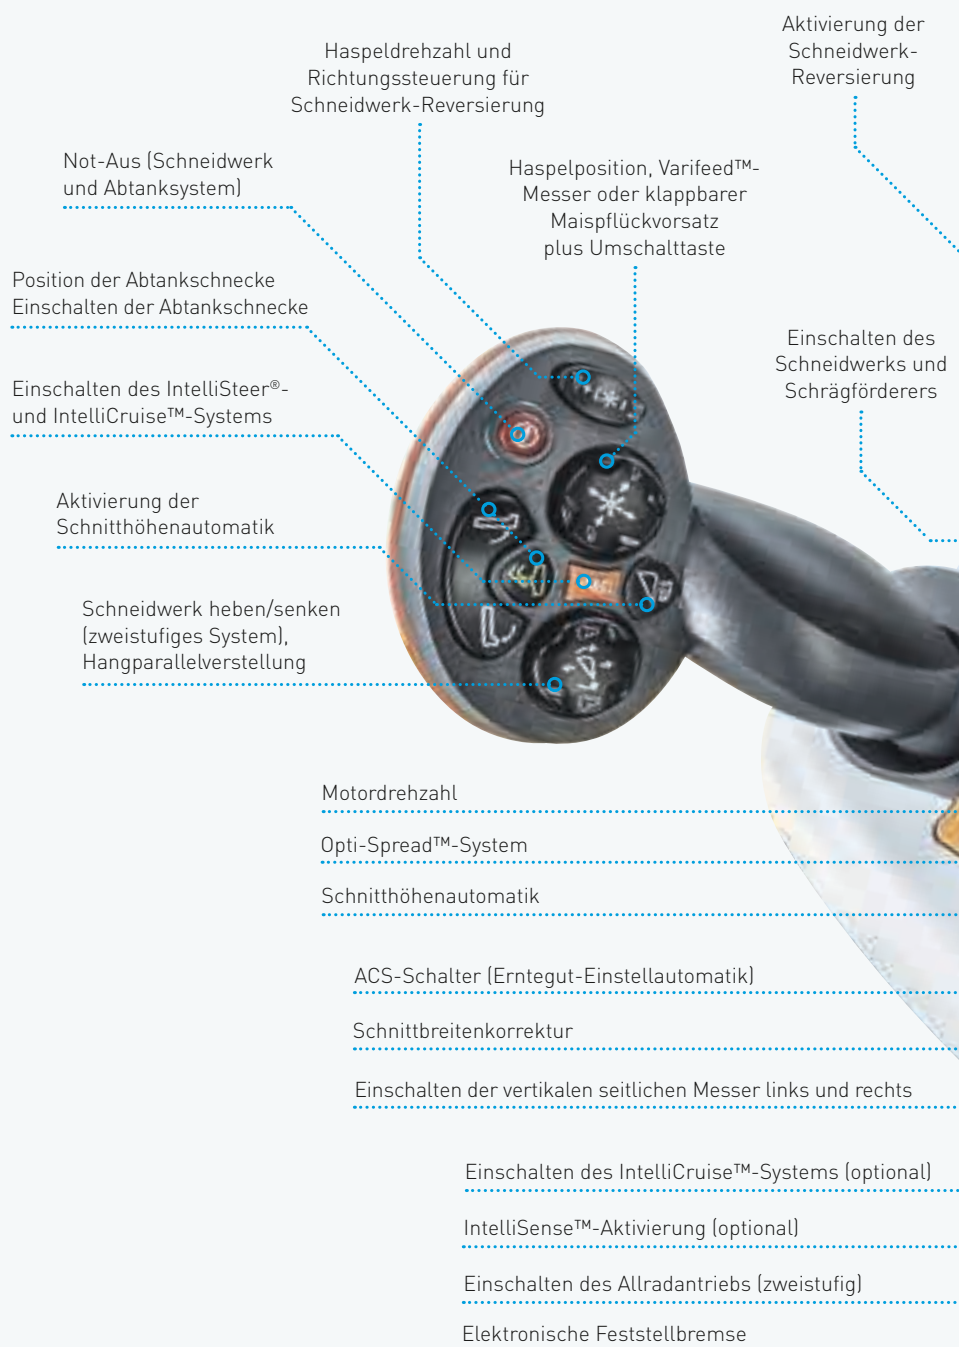 Aktivierung der
Schneidwerk-
Reversierung
Haspeldrehzahl und
Richtungssteuerung für
Schneidwerk-Reversierung
Not-Aus (Schneidwerk
und Abtanksystem)
Haspelposition, Varifeed™-
Messer oder klappbarer
Maispflückvorsatz
plus Umschalttaste
Position der Abtankschnecke
Einschalten der Abtankschnecke
Einschalten des
Schneidwerks und
Schrägförderers
Einschalten des IntelliSteer®-
und IntelliCruise™-Systems
Aktivierung der
Schnitthöhenautomatik
Schneidwerk heben/senken
(zweistufiges System),
Hangparallelverstellung
Motordrehzahl
Opti-Spread™-System
Schnitthöhenautomatik
ACS-Schalter (Erntegut-Einstellautomatik)
Schnittbreitenkorrektur
Einschalten der vertikalen seitlichen Messer links und rechts
Einschalten des IntelliCruise™-Systems (optional)
IntelliSense™-Aktivierung (optional)
Einschalten des Allradantriebs (zweistufig)
Elektronische Feststellbremse